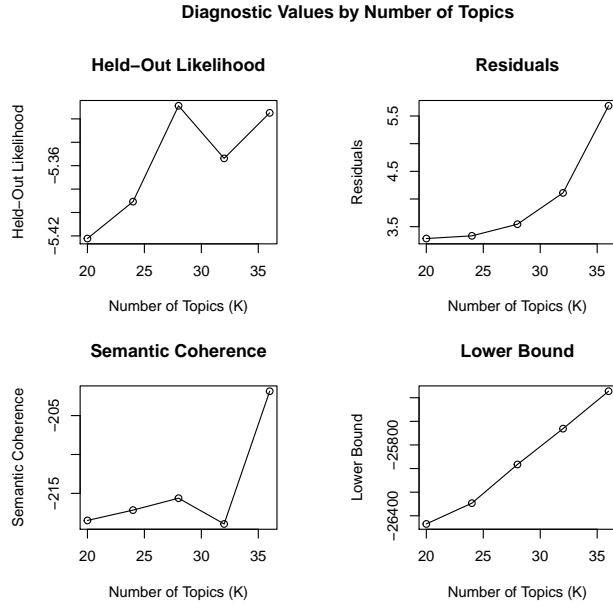 Diagnostic Values by Number of Topics
Held−Out Likelihood
Held−Out Likelihood
-5.36
-5.42
20 25 30 35
Number of Topics (K)
Residuals
Residuals
5.5
4.5
3.5
20 25 30 35
Number of Topics (K)
Semantic Coherence
Semantic Coherence
-205
-215
20 25 30 35
Number of Topics (K)
Lower Bound
Lower Bound
-25800
-26400
20 25 30 35
Number of Topics (K)